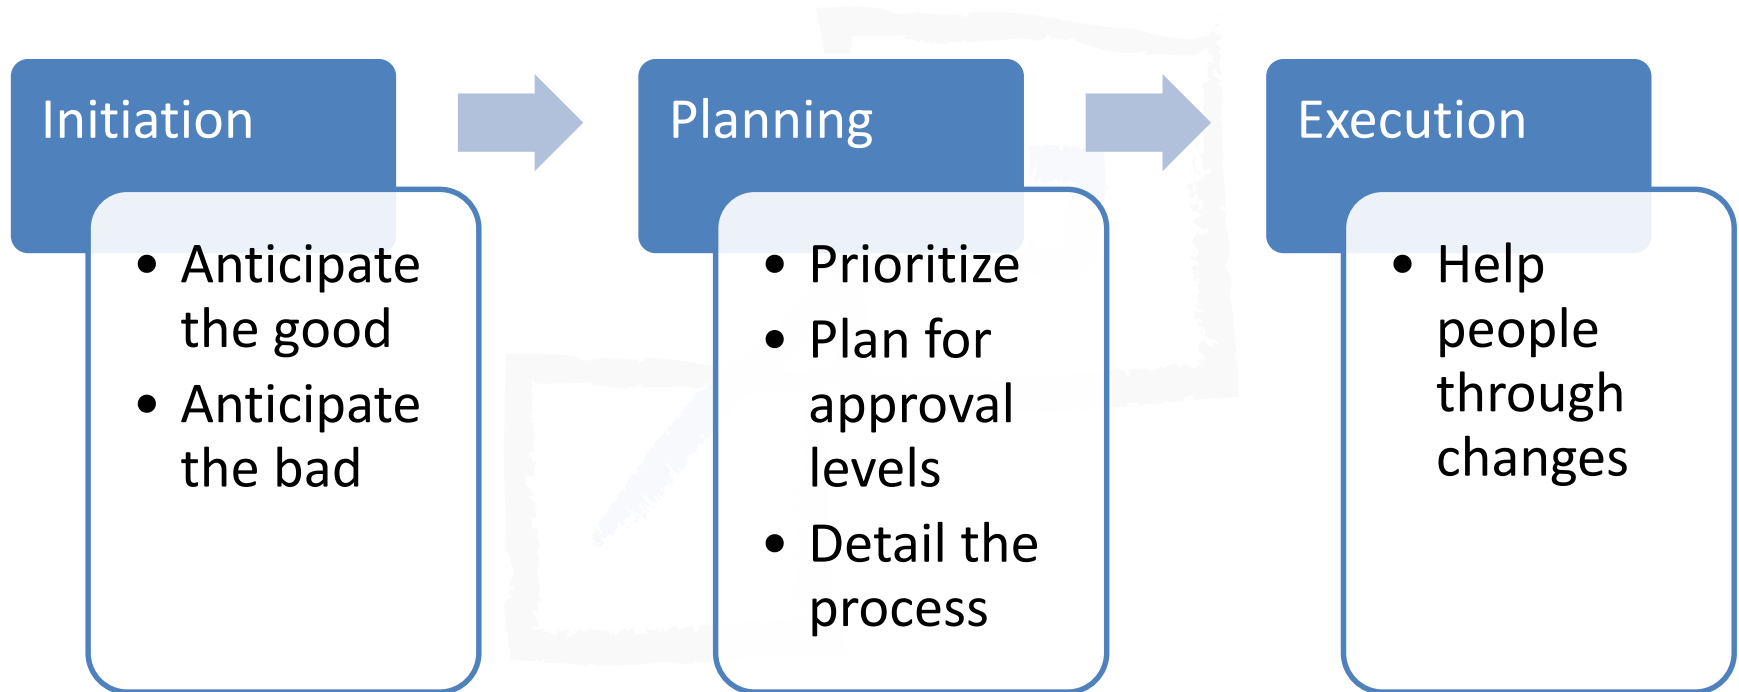 Initiation
• Anticipate
the good
• Anticipate
the bad
Planning
• Prioritize
• Plan for
approval
levels
• Detail the
process
Execution
• Help
people
through
changes